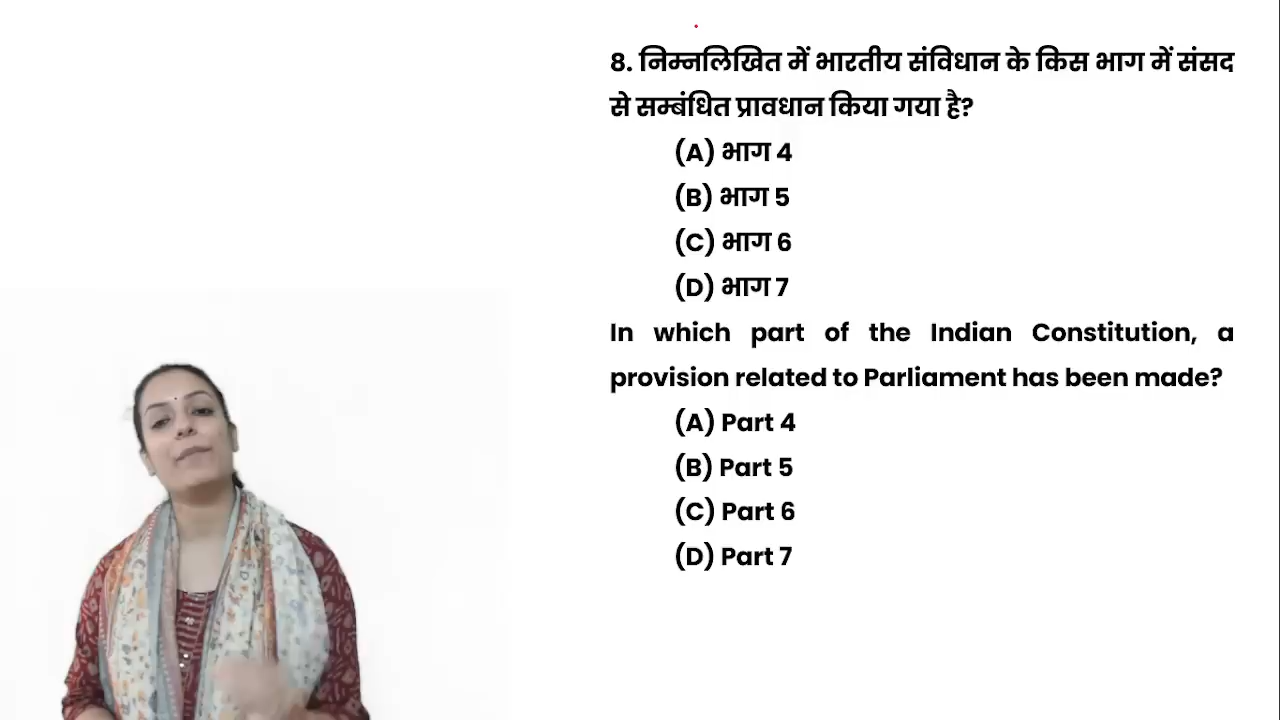 8. निम्नलिखित में भारतीय संविधान के किस भाग में संसद
से सम्बंधित प्रावधान किया गया है?
(A) भाग 4
(B) भाग 5
(C) भाग 6
(D) भाग 7
In which part of the Indian Constitution, a
provision related to Parliament has been made?
(A) Part 4
(B) Part 5
(C) Part 6
(D) Part 7